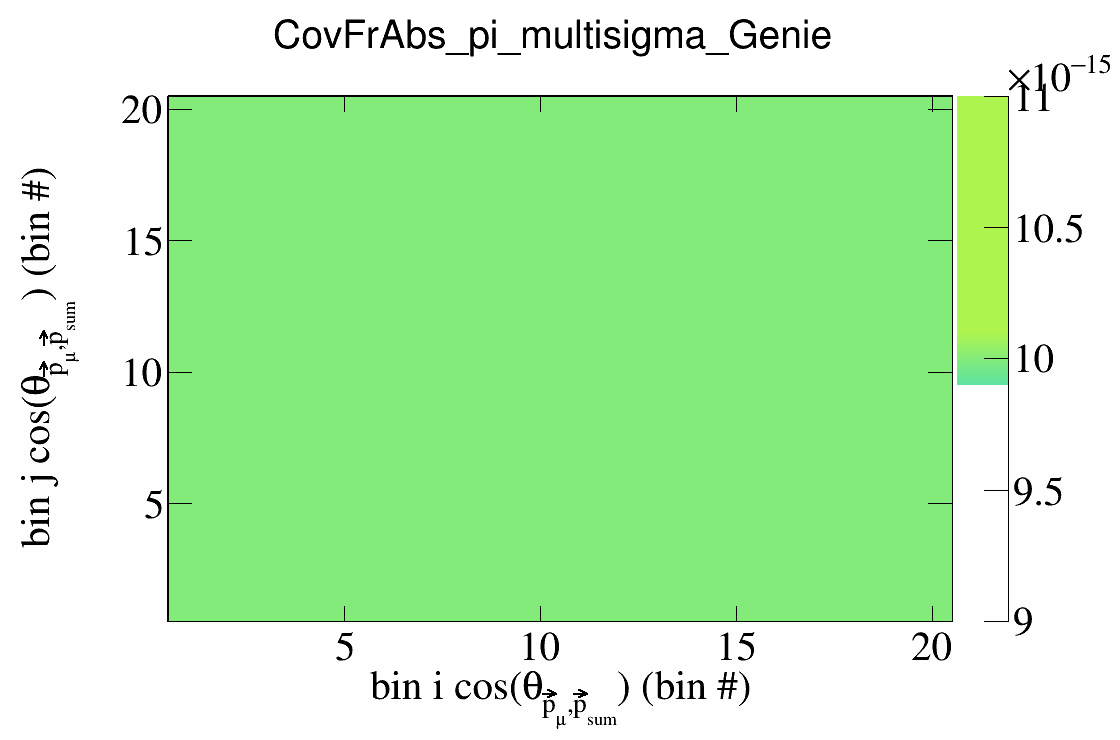 CovFrAbs_pi_multisigma_Genie
×10⁻¹⁵
11
10.5
10
9.5
9
20
15
10
5
bin j cos(θ_{p⃗_μ,p⃗_sum}) (bin #)
5 10 15 20
bin i cos(θ_{p⃗_μ,p⃗_sum}) (bin #)